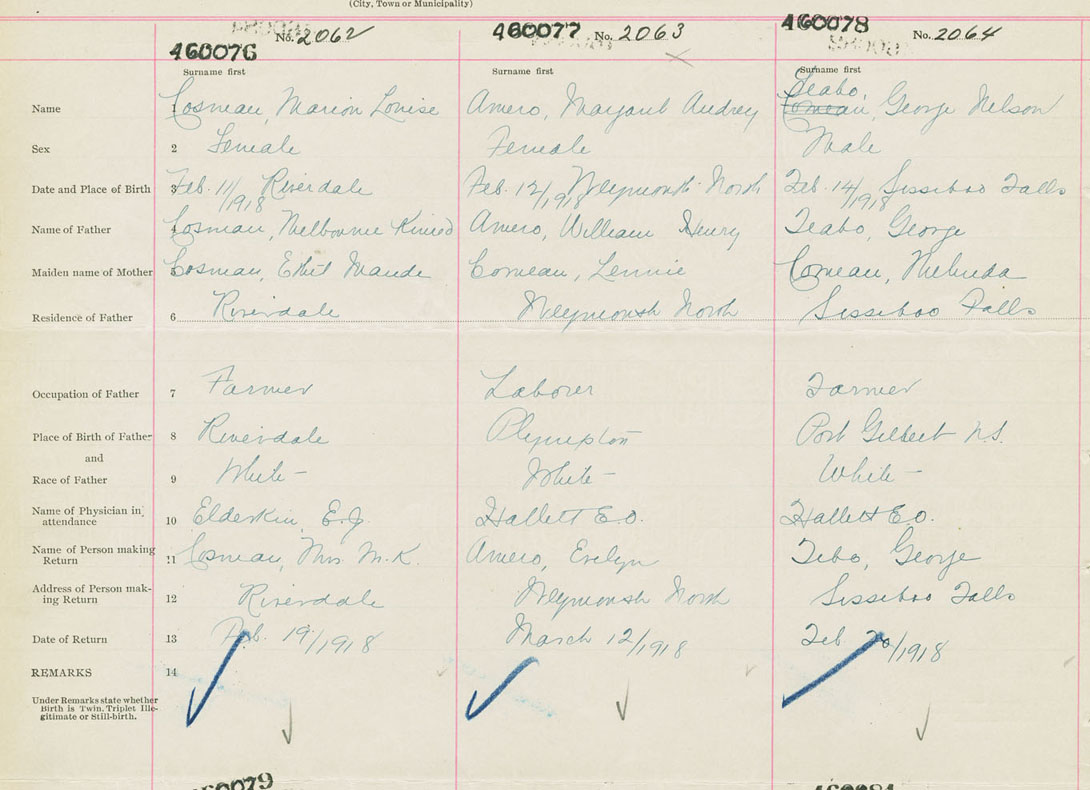 (City, Town or Municipality)
460076 No. 2062 460077 No. 2063 460078 No. 2064
Surname first Surname first Surname first
Teabo,
Name 1 Cosman, Marion Louise Amero, Margaret Audrey Comeau, George Nelson
Sex 2 Female Female Male
Date and Place of Birth 3 Feb. 11/1918 Riverdale Feb. 12/1918 Weymouth North Feb. 14/1918 Sissiboo Falls
Name of Father 4 Cosman, Melbourne Amero, William Henry Teabo, George
Maiden name of Mother 5 Cosman, Maude Comeau, Lennie Comeau, Melinda
Residence of Father 6 Riverdale Weymouth North Sissiboo Falls
Occupation of Father 7 Farmer Laborer Farmer
Place of Birth of Father 8 Riverdale Plympton Port Gilbert N.S.
and
Race of Father 9 White White White
Name of Physician in attendance 10 Elderkin, E.J. Hallett E.O. Hallett E.O.
Name of Person making Return 11 Cosman, Mrs M.K. Amero, Evelyn Tebo, George
Address of Person making Return 12 Riverdale Weymouth North Sissiboo Falls
Date of Return 13 Feb. 19/1918 March 12/1918 Feb 20/1918
REMARKS 14
Under Remarks state whether
Birth is Twin, Triplet Ille-
gitimate or Still-birth.
460079